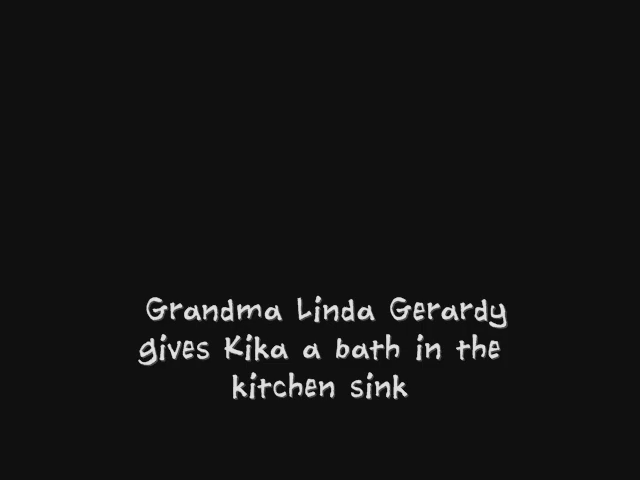 Grandma Linda Gerardy
gives Kika a bath in the
kitchen sink